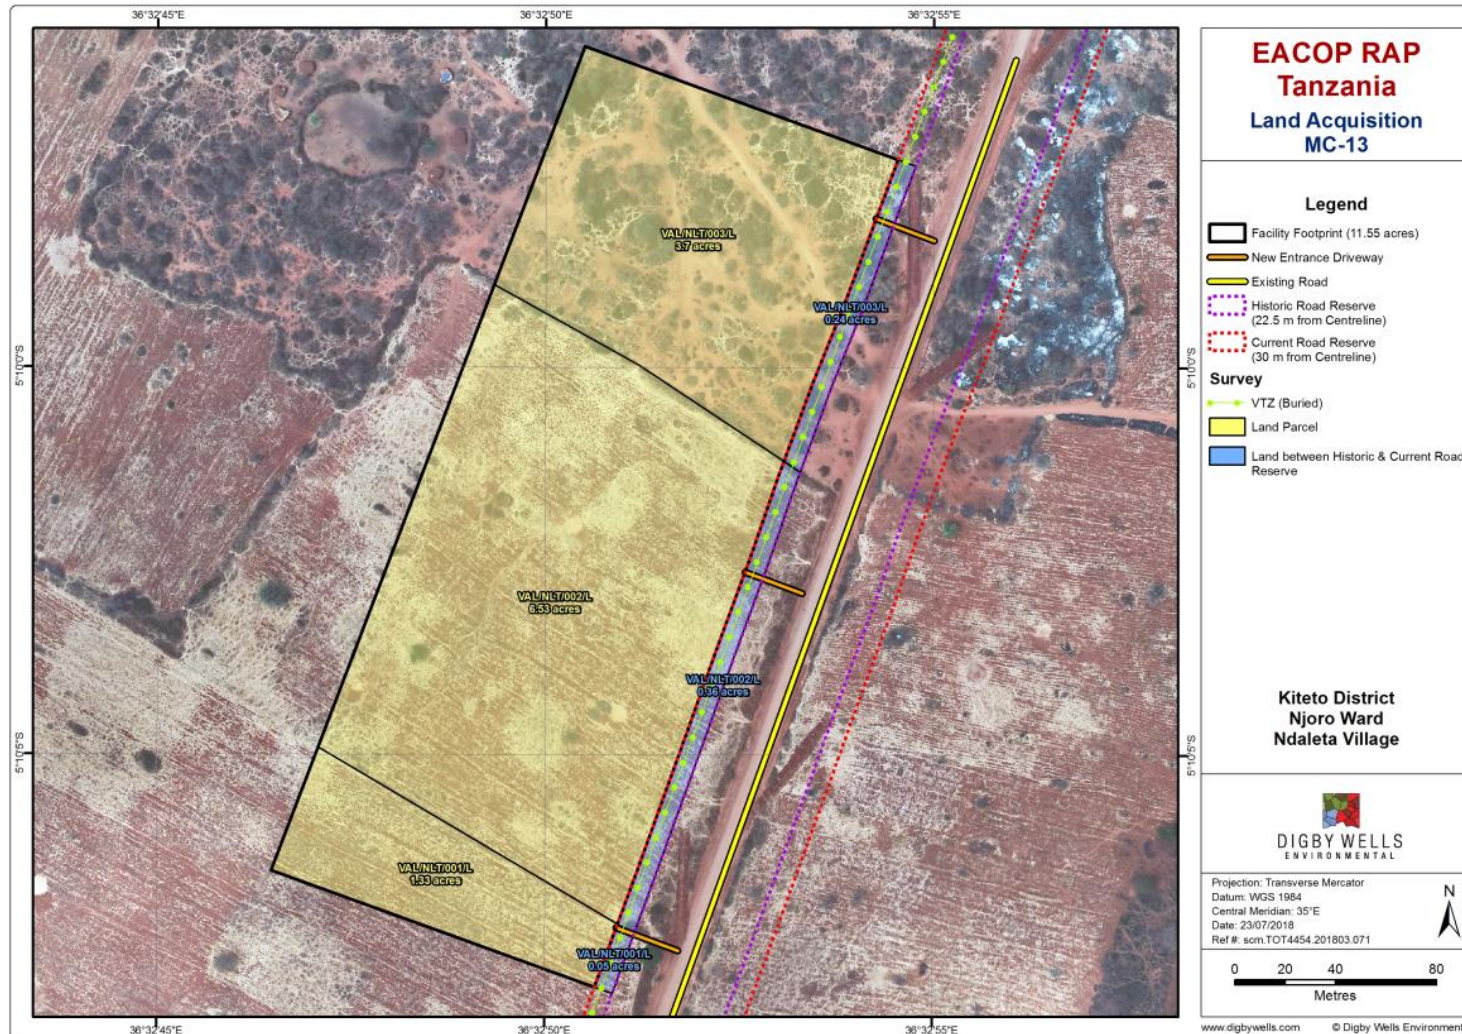 36°32'45"E
36°32'50"E
36°32'55"E
5°10'0"S
5°10'0"S
5°10'5"S
5°10'5"S
VAL/NLT/003/L
3.7 acres
VAL/NLT/003/L
0.24 acres
VAL/NLT/002/L
6.53 acres
VAL/NLT/002/L
0.36 acres
VAL/NLT/001/L
1.33 acres
VAL/NLT/001/L
0.05 acres
36°32'45"E
36°32'50"E
36°32'55"E
EACOP RAP
Tanzania
Land Acquisition
MC-13
Legend
Facility Footprint (11.55 acres)
New Entrance Driveway
Existing Road
Historic Road Reserve
(22.5 m from Centreline)
Current Road Reserve
(30 m from Centreline)
Survey
VTZ (Buried)
Land Parcel
Land between Historic & Current Road
Reserve
Kiteto District
Njoro Ward
Ndaleta Village
DIGBY WELLS
ENVIRONMENTAL
Projection: Transverse Mercator
Datum: WGS 1984
Central Meridian: 35°E
Date: 23/07/2018
Ref #: scm.TOT4454.201803.071
N
0 20 40 80
Metres
www.digbywells.com © Digby Wells Environment